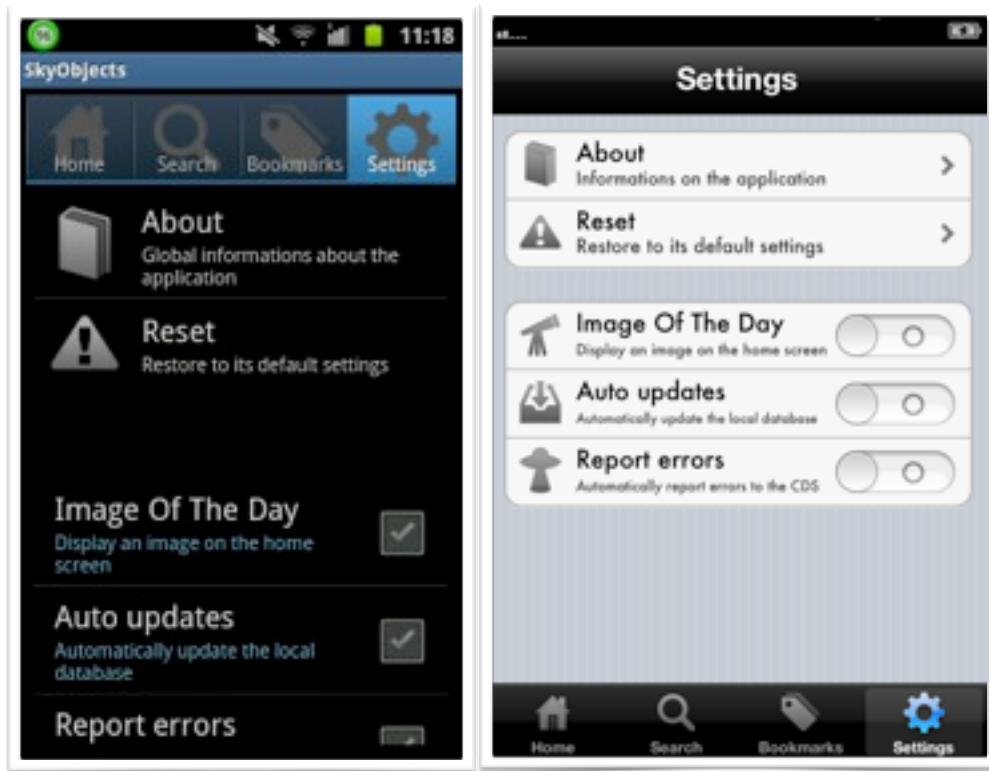 96
11:18
SkyObjects
Home
Search
Bookmarks
Settings
About
Global informations about the
application
Reset
Restore to its default settings
Image Of The Day
Display an image on the home
screen
Auto updates
Automatically update the local
database
Report errors
Settings
About
Informations on the application
Reset
Restore to its default settings
Image Of The Day
Display an image on the home screen
Auto updates
Automatically update the local database
Report errors
Automatically report errors to the CDS
Home
Search
Bookmarks
Settings